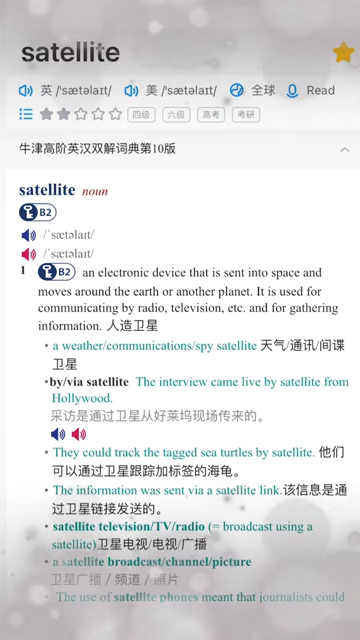 satellite
英 /ˈsætəlaɪt/ 美 /ˈsætəlaɪt/ 全球 Read
四级 六级 高考 考研
牛津高阶英汉双解词典第10版
satellite noun
B2
/ˈsætəlaɪt/
/ˈsætəlaɪt/
1 B2 an electronic device that is sent into space and
moves around the earth or another planet. It is used for
communicating by radio, television, etc. and for gathering
information. 人造卫星
• a weather/communications/spy satellite 天气/通讯/间谍
卫星
•by/via satellite The interview came live by satellite from
Hollywood.
采访是通过卫星从好莱坞现场传来的。
• They could track the tagged sea turtles by satellite. 他们
可以通过卫星跟踪加标签的海龟。
• The information was sent via a satellite link.该信息是通
过卫星链接发送的。
• satellite television/TV/radio (= broadcast using a
satellite)卫星电视/电视/广播
• a satellite broadcast/channel/picture
卫星广播 / 频道 / 照片
• The use of satellite phones meant that journalists could